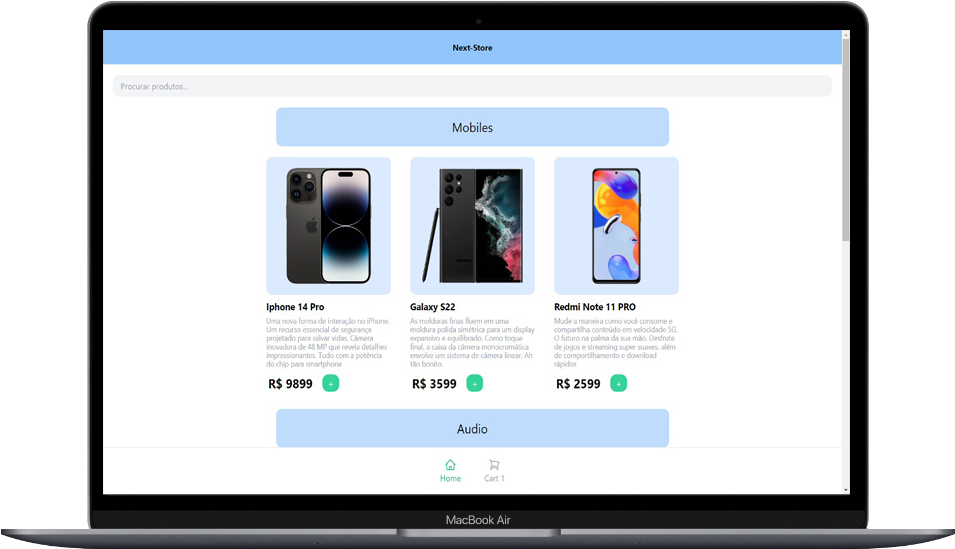 Next-Store
Procurar produtos...
Mobiles
Iphone 14 Pro
Uma nova forma de interação no iPhone.
Um recurso essencial de segurança
projetado para salvar vidas. Câmera
inovadora de 48 MP que revela detalhes
impressionantes. Tudo com a potência
do chip para smartphone
R$ 9899 +
Galaxy S22
As molduras finas fluem em uma
moldura polida simétrica para um display
expansivo e equilibrado. Como toque
final, a caixa da câmera monocromática
envolve um sistema de câmera linear. Ah
tão bonito.
R$ 3599 +
Redmi Note 11 PRO
Mude a maneira como você consome e
compartilha conteúdo em velocidade 5G.
O futuro na palma da sua mão. Desfrute
de jogos e streaming super suaves, além
de compartilhamento e download
rápidos
R$ 2599 +
Audio
Home
Cart 1
MacBook Air